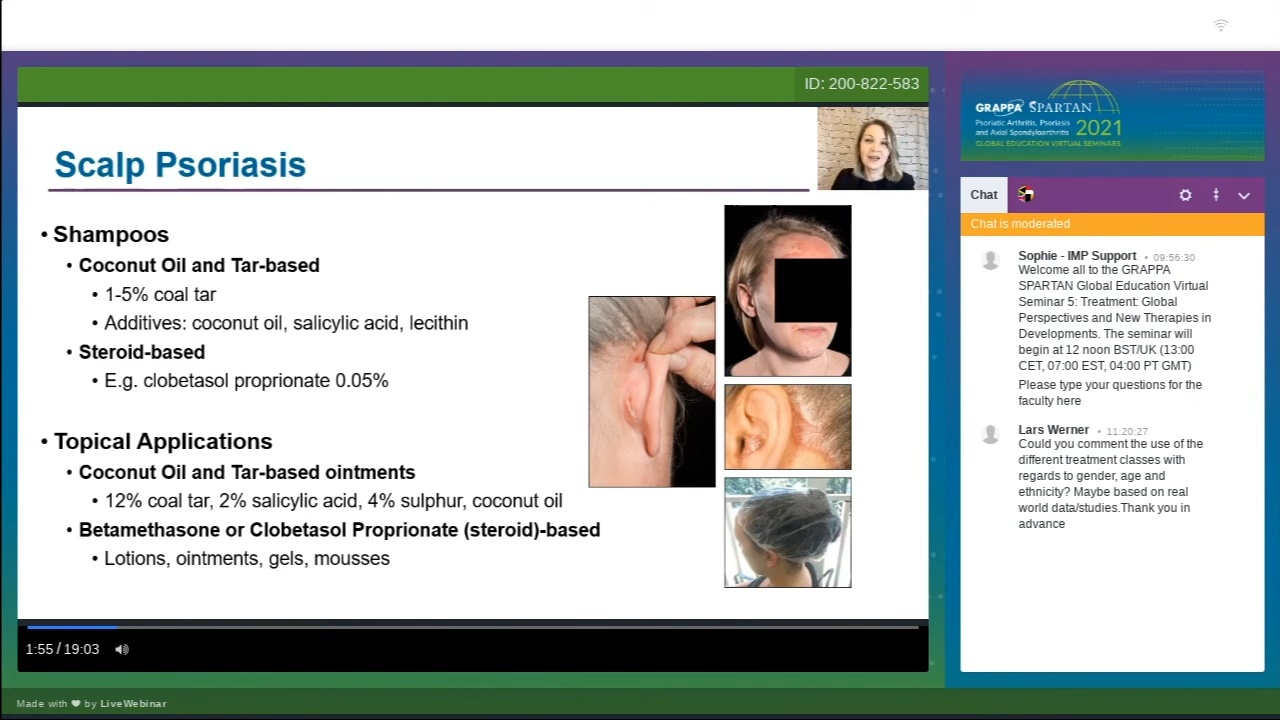 ID: 200-822-583
Scalp Psoriasis
• Shampoos
• Coconut Oil and Tar-based
• 1-5% coal tar
• Additives: coconut oil, salicylic acid, lecithin
• Steroid-based
• E.g. clobetasol proprionate 0.05%
• Topical Applications
• Coconut Oil and Tar-based ointments
• 12% coal tar, 2% salicylic acid, 4% sulphur, coconut oil
• Betamethasone or Clobetasol Proprionate (steroid)-based
• Lotions, ointments, gels, mousses
1:55 / 19:03
Made with ❤ by LiveWebinar
GRAPPA SPARTAN
Psoriatic Arthritis, Psoriasis
and Axial Spondyloarthritis
2021
GLOBAL EDUCATION VIRTUAL SEMINARS
Chat
Chat is moderated
Sophie - IMP Support • 09:56:30
Welcome all to the GRAPPA
SPARTAN Global Education Virtual
Seminar 5: Treatment: Global
Perspectives and New Therapies in
Developments. The seminar will
begin at 12 noon BST/UK (13:00
CET, 07:00 EST, 04:00 PT GMT)
Please type your questions for the
faculty here
Lars Werner • 11:20:27
Could you comment the use of the
different treatment classes with
regards to gender, age and
ethnicity? Maybe based on real
world data/studies.Thank you in
advance